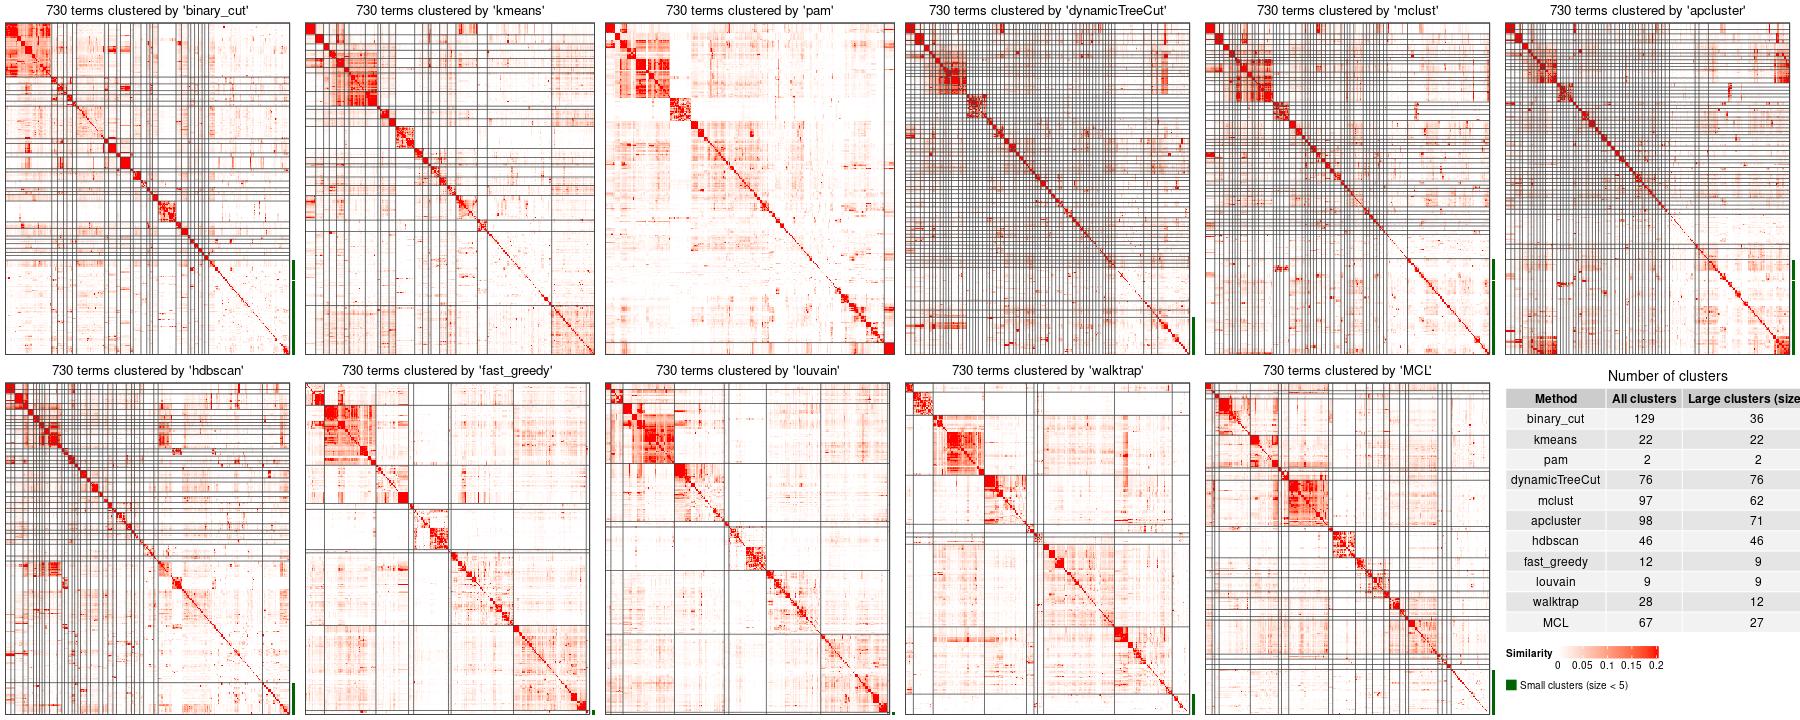 730 terms clustered by 'binary_cut'
730 terms clustered by 'kmeans'
730 terms clustered by 'pam'
730 terms clustered by 'dynamicTreeCut'
730 terms clustered by 'mclust'
730 terms clustered by 'apcluster'
730 terms clustered by 'hdbscan'
730 terms clustered by 'fast_greedy'
730 terms clustered by 'louvain'
730 terms clustered by 'walktrap'
730 terms clustered by 'MCL'
Number of clusters
Method All clusters Large clusters (size
binary_cut 129 36
kmeans 22 22
pam 2 2
dynamicTreeCut 76 76
mclust 97 62
apcluster 98 71
hdbscan 46 46
fast_greedy 12 9
louvain 9 9
walktrap 28 12
MCL 67 27
Similarity
0 0.05 0.1 0.15 0.2
Small clusters (size < 5)